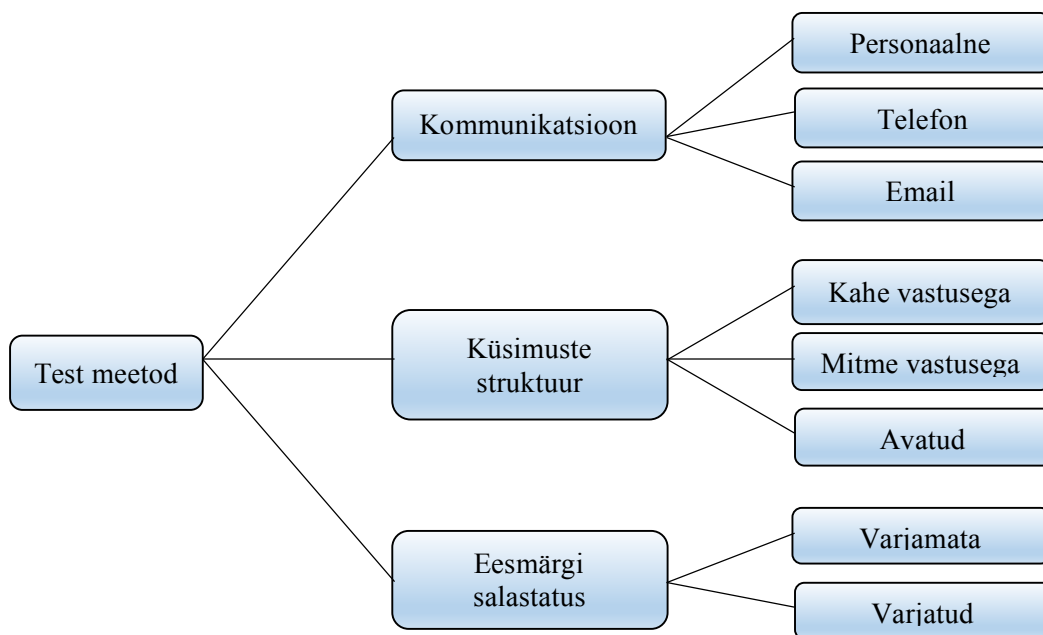 Personaalne
Kommunikatsioon
Telefon
Email
Kahe vastusega
Test meetod
Küsimuste
struktuur
Mitme vastusega
Avatud
Eesmärgi
salastatus
Varjamata
Varjatud